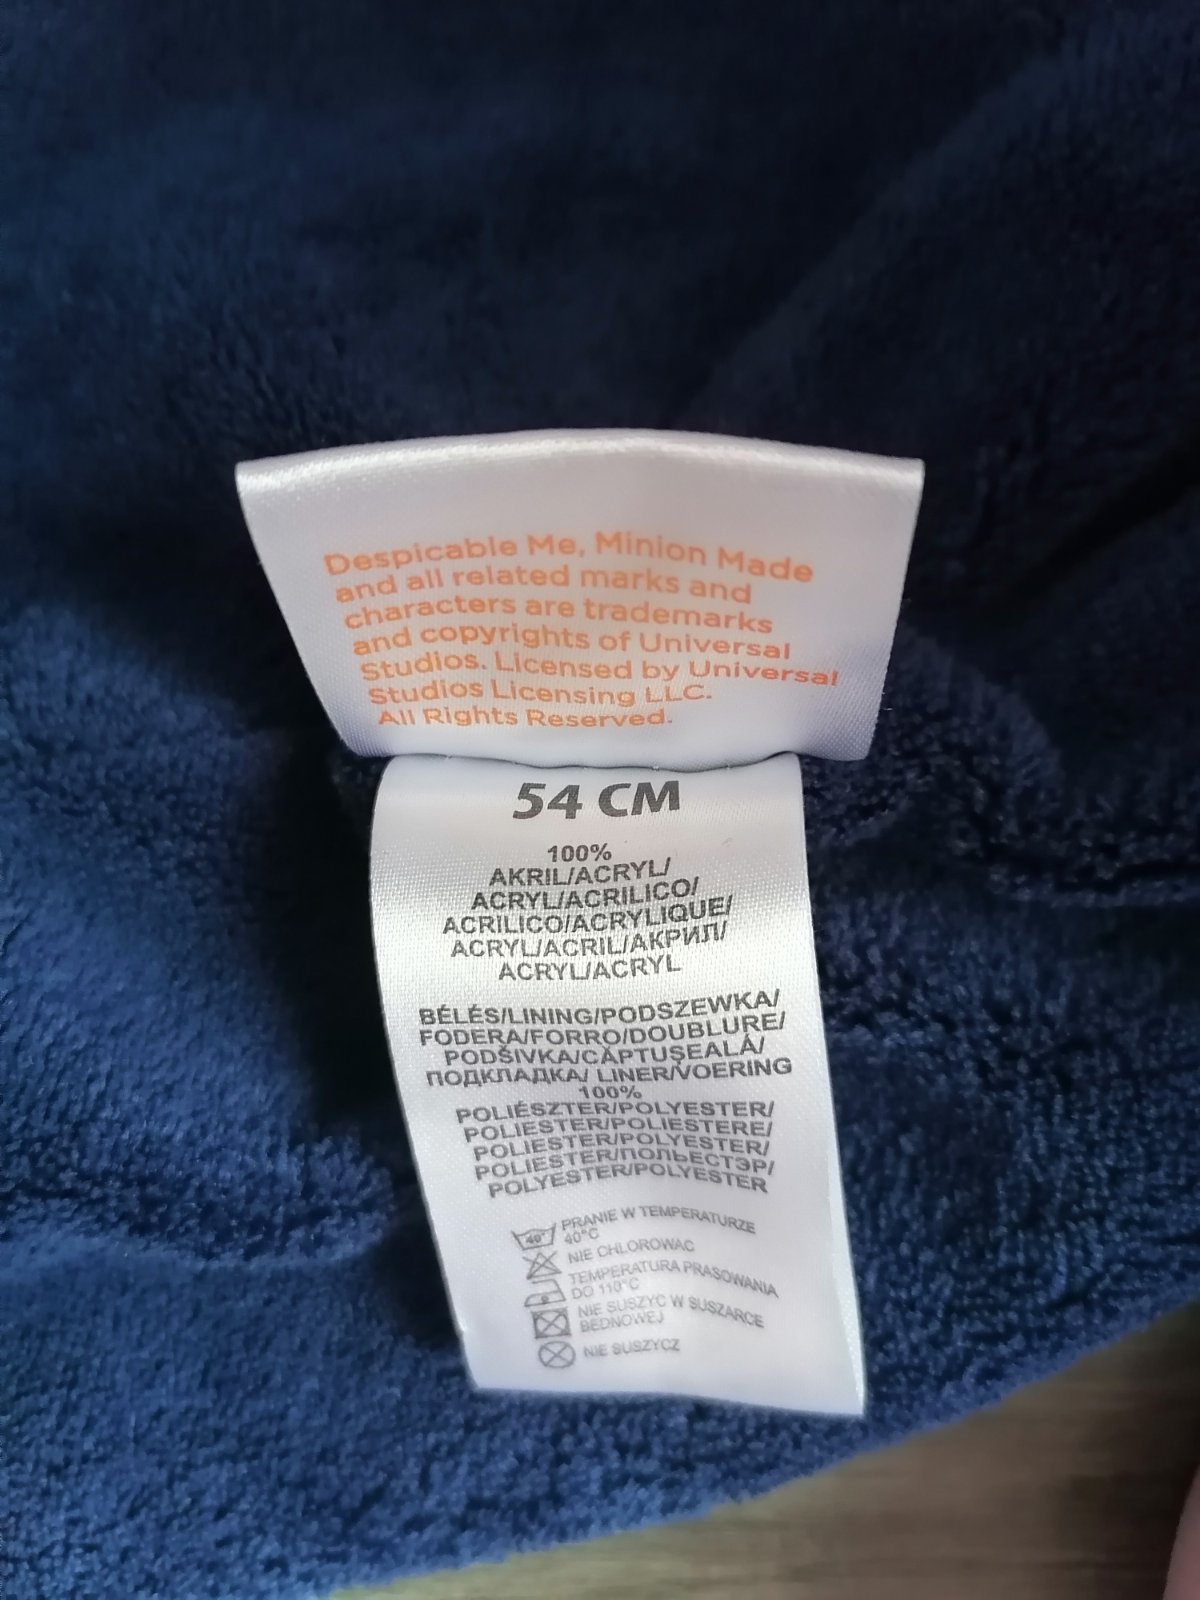 Despicable Me, Minion Made
and all related marks and
characters are trademarks
and copyrights of Universal
Studios. Licensed by Universal
Studios Licensing LLC.
All Rights Reserved.
54 CM
100%
AKRIL/ACRYL/
ACRYL/ACRILICO/
ACRILICO/ACRYLIQUE/
ACRYL/ACRIL/АКРИЛ/
ACRYL/ACRYL
BÉLÉS/LINING/PODSZEWKA/
FODERA/FORRO/DOUBLURE/
PODŠIVKA/CĂPTUŞEALĂ/
ПОДКЛАДКА/ LINER/VOERING
100%
POLIÉSZTER/POLYESTER/
POLIESTER/POLIESTERE/
POLIESTER/POLYESTER/
POLIESTER/ПОЛЬЕСТЭР/
POLYESTER/POLYESTER
40° PRANIE W TEMPERATURZE
40°C
NIE CHLOROWAC
TEMPERATURA PRASOWANIA
DO 110°C
NIE SUSZYC W SUSZARCE
BEDNOWEJ
NIE SUSZYCZ